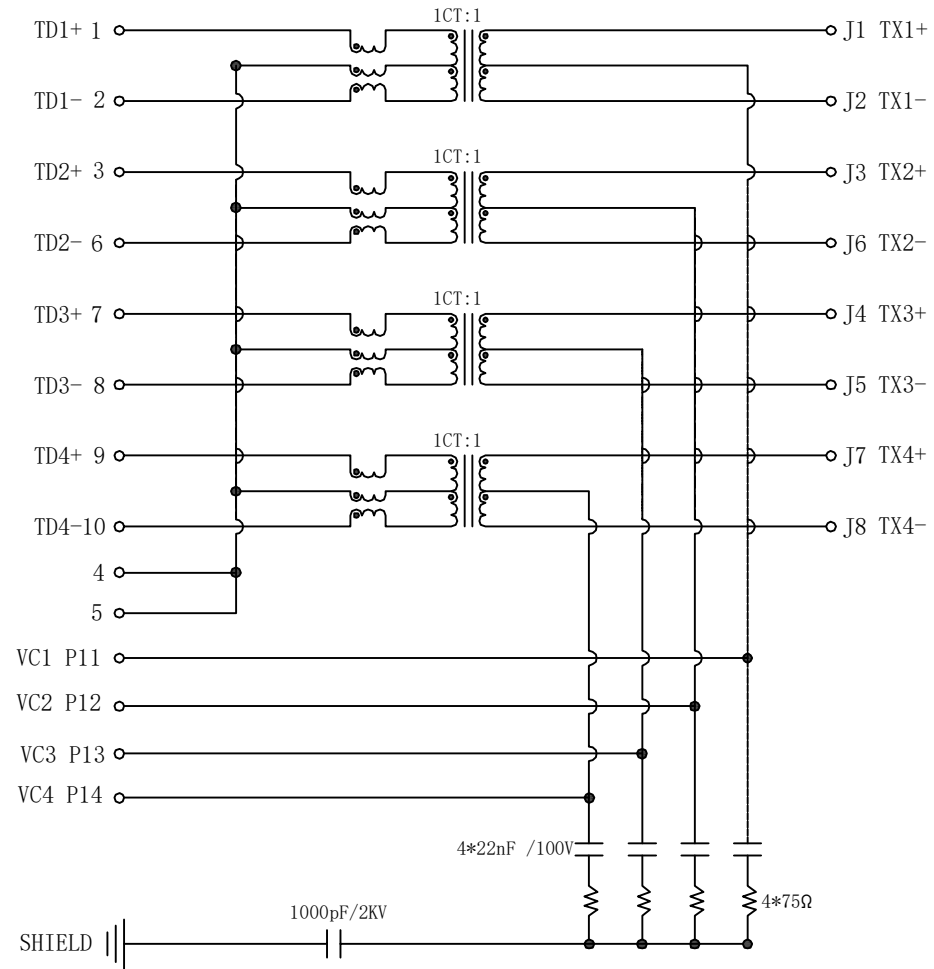 1CT:1
TD1+ 1
J1 TX1+
TD1- 2
J2 TX1-
1CT:1
TD2+ 3
J3 TX2+
TD2- 6
J6 TX2-
1CT:1
TD3+ 7
J4 TX3+
TD3- 8
J5 TX3-
1CT:1
TD4+ 9
J7 TX4+
TD4-10
J8 TX4-
4
5
VC1 P11
VC2 P12
VC3 P13
VC4 P14
4*22nF /100V
4*75Ω
1000pF/2KV
SHIELD